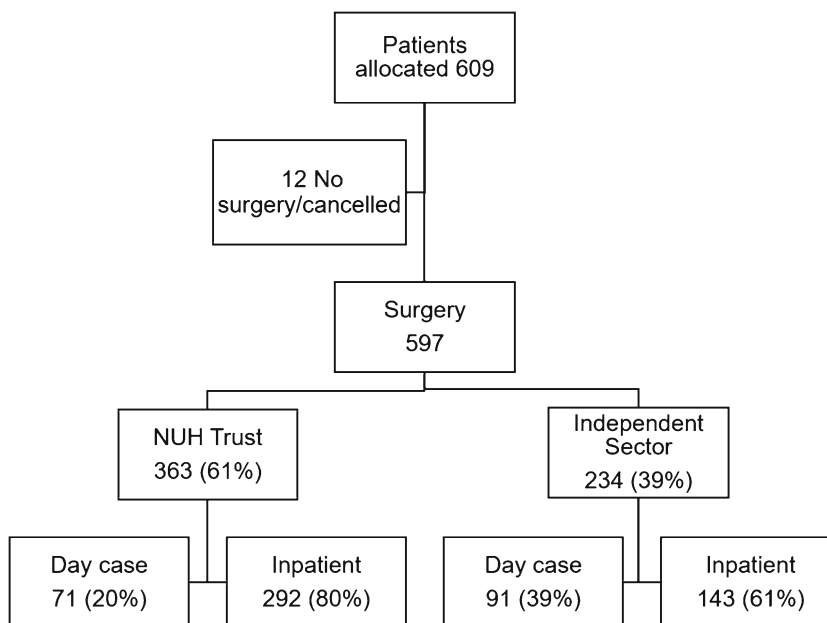 Patients
allocated 609
12 No
surgery/cancelled
Surgery
597
NUH Trust
363 (61%)
Independent
Sector
234 (39%)
Day case
71 (20%)
Inpatient
292 (80%)
Day case
91 (39%)
Inpatient
143 (61%)